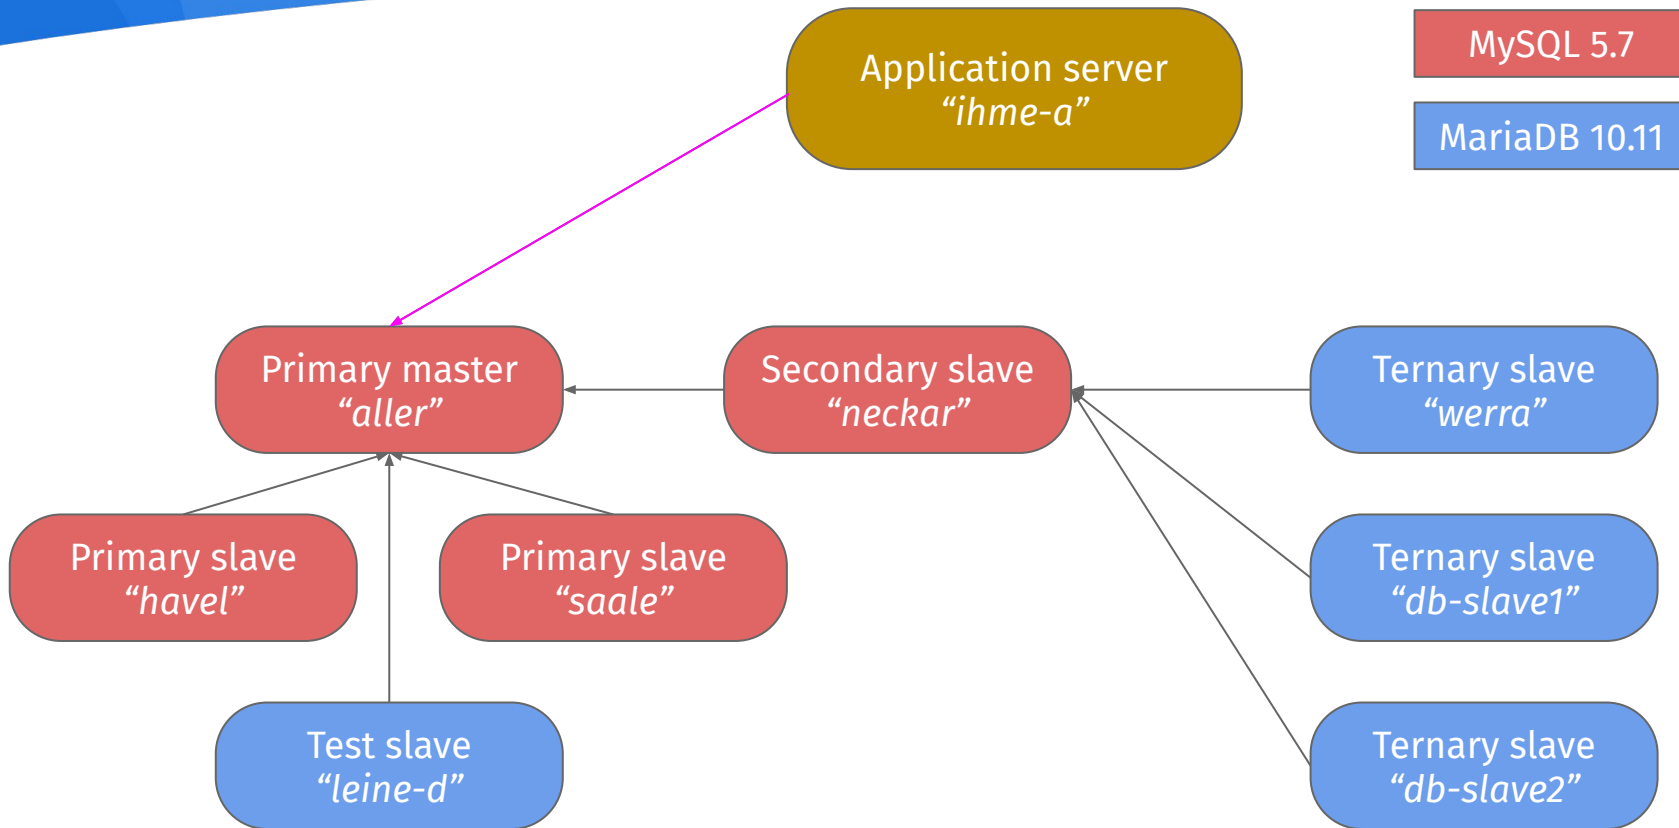 Application server
“ihme-a”
MySQL 5.7
MariaDB 10.11
Primary master
“aller”
Secondary slave
“neckar”
Ternary slave
“werra”
Primary slave
“havel”
Primary slave
“saale”
Ternary slave
“db-slave1”
Test slave
“leine-d”
Ternary slave
“db-slave2”